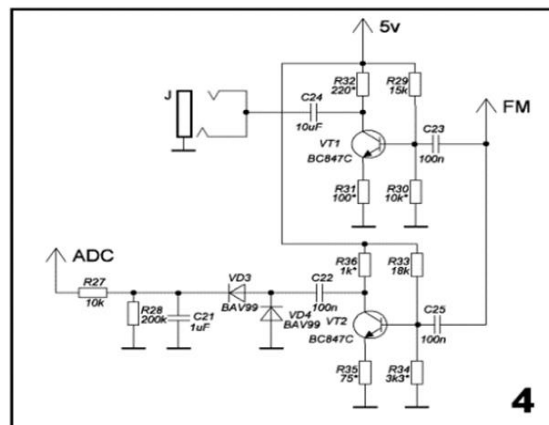 5v
J
C24
10uF
R32
220*
R29
15k
FM
VT1
BC847C
C23
100n
R31
100*
R30
10k*
ADC
R27
10k
R28
200k
C21
1uF
VD3
BAV99
VD4
BAV99
C22
100n
R36
1k*
R33
18k
VT2
BC847C
C25
100n
R35
75*
R34
3k3*
4